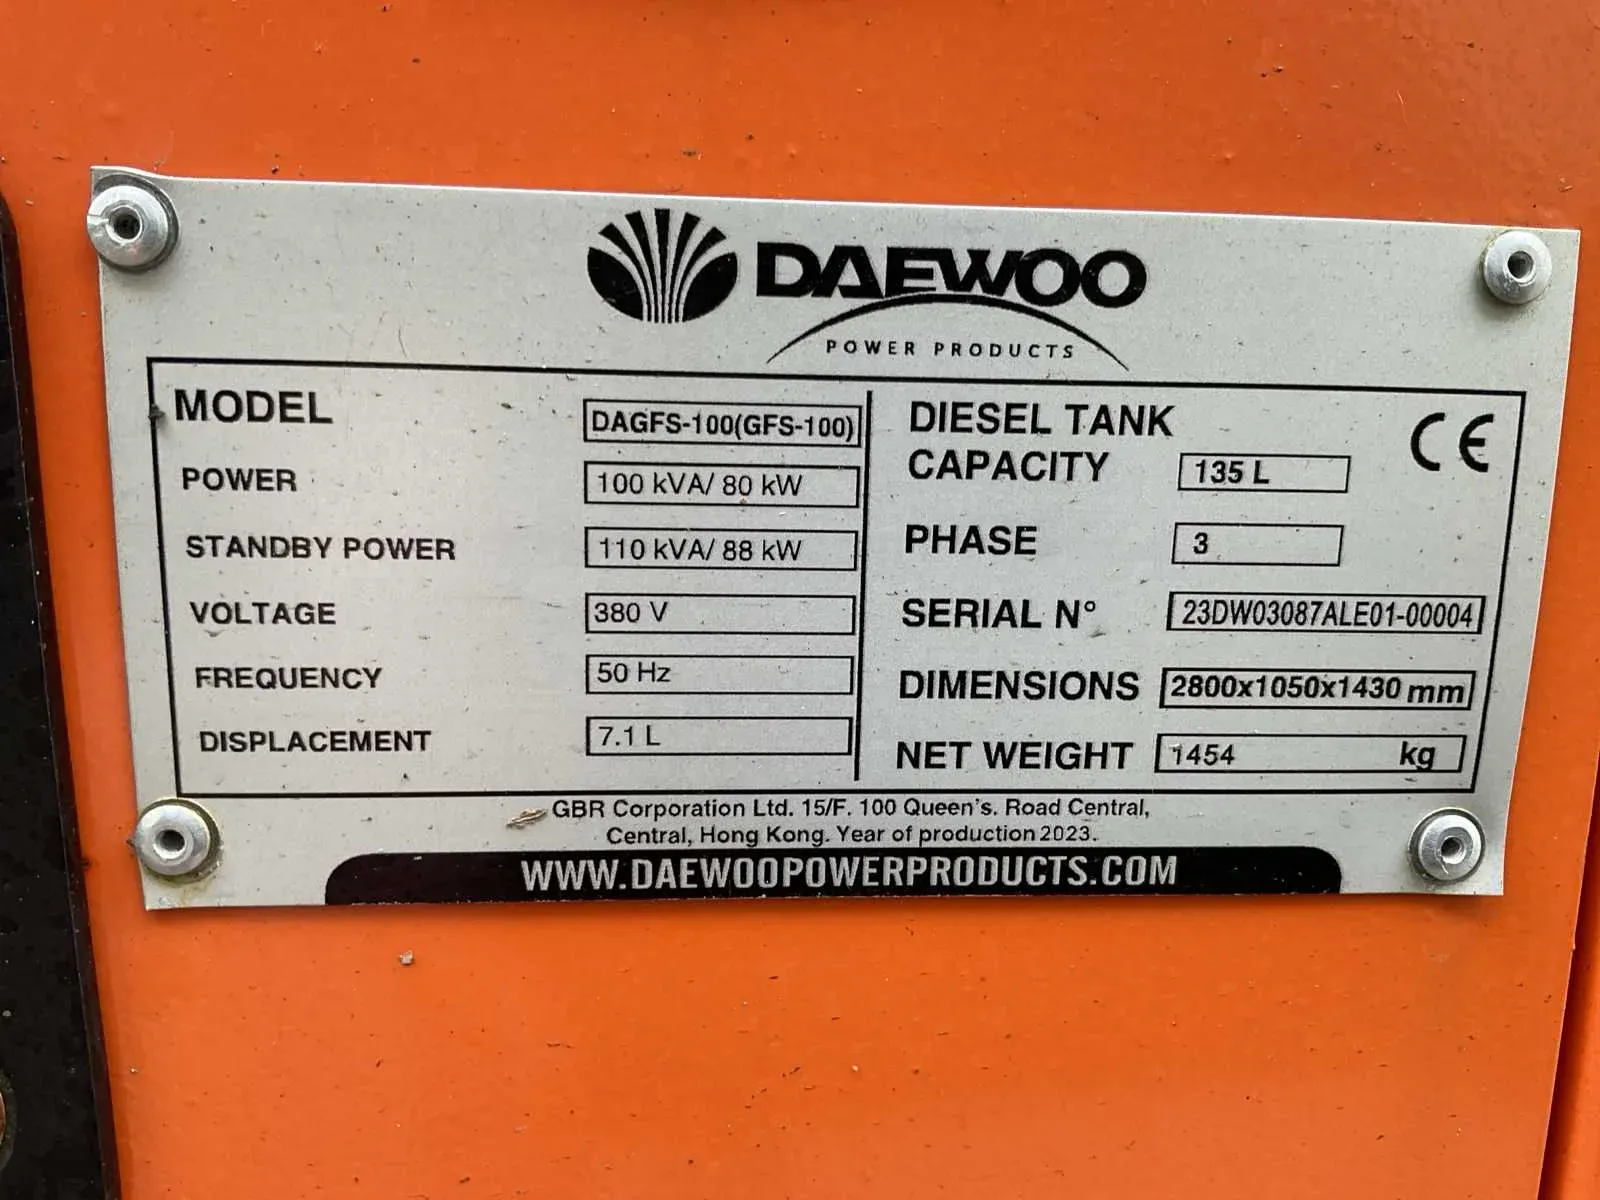 DAEWOO
POWER PRODUCTS
MODEL DAGFS-100(GFS-100)
POWER 100 kVA/ 80 kW
STANDBY POWER 110 kVA/ 88 kW
VOLTAGE 380 V
FREQUENCY 50 Hz
DISPLACEMENT 7.1 L
DIESEL TANK
CAPACITY 135 L
CE
PHASE 3
SERIAL N° 23DW03087ALE01-00004
DIMENSIONS 2800x1050x1430 mm
NET WEIGHT 1454 kg
GBR Corporation Ltd. 15/F. 100 Queen's. Road Central,
Central, Hong Kong. Year of production 2023.
WWW.DAEWOOPOWERPRODUCTS.COM